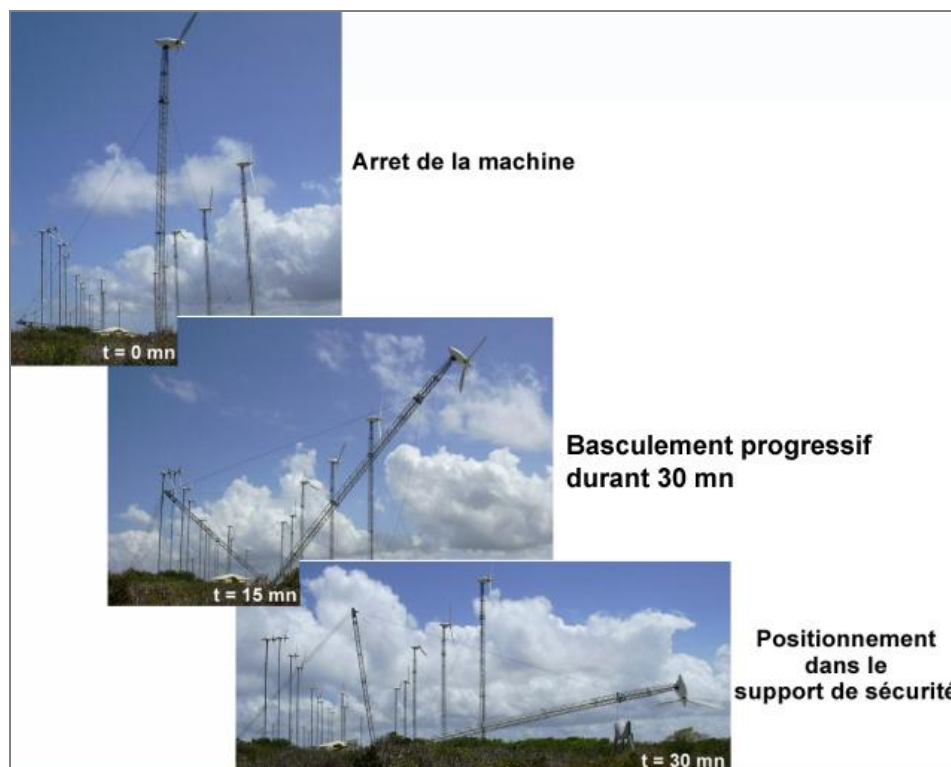 Arret de la machine
t = 0 mn
Basculement progressif
durant 30 mn
t = 15 mn
Positionnement
dans le
support de sécurité
t = 30 mn